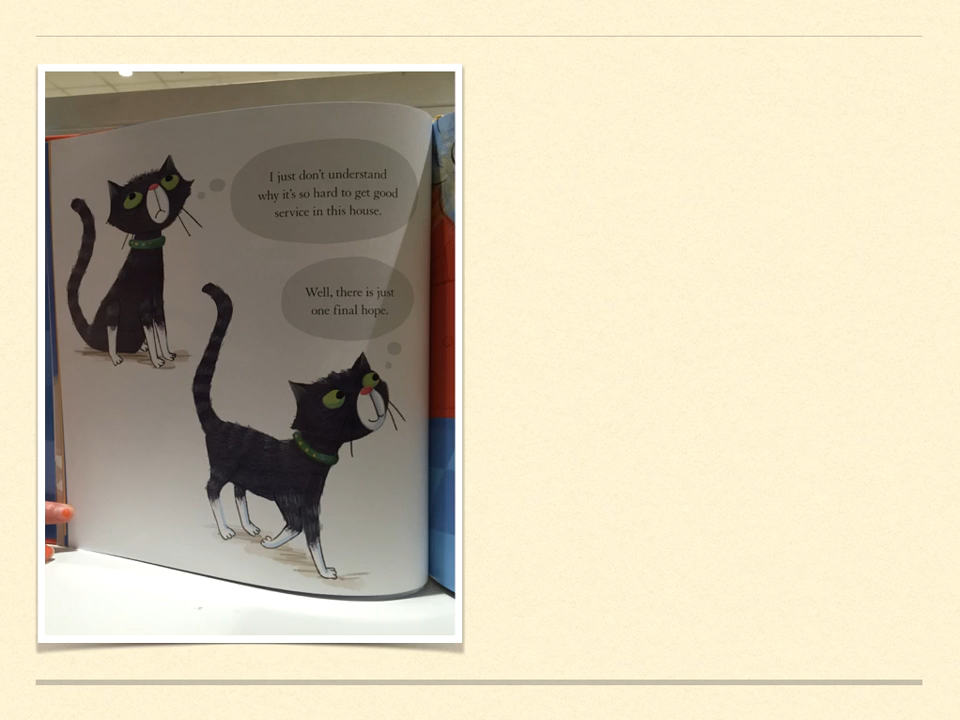 I just don't understand
why it's so hard to get good
service in this house.
Well, there is just
one final hope.